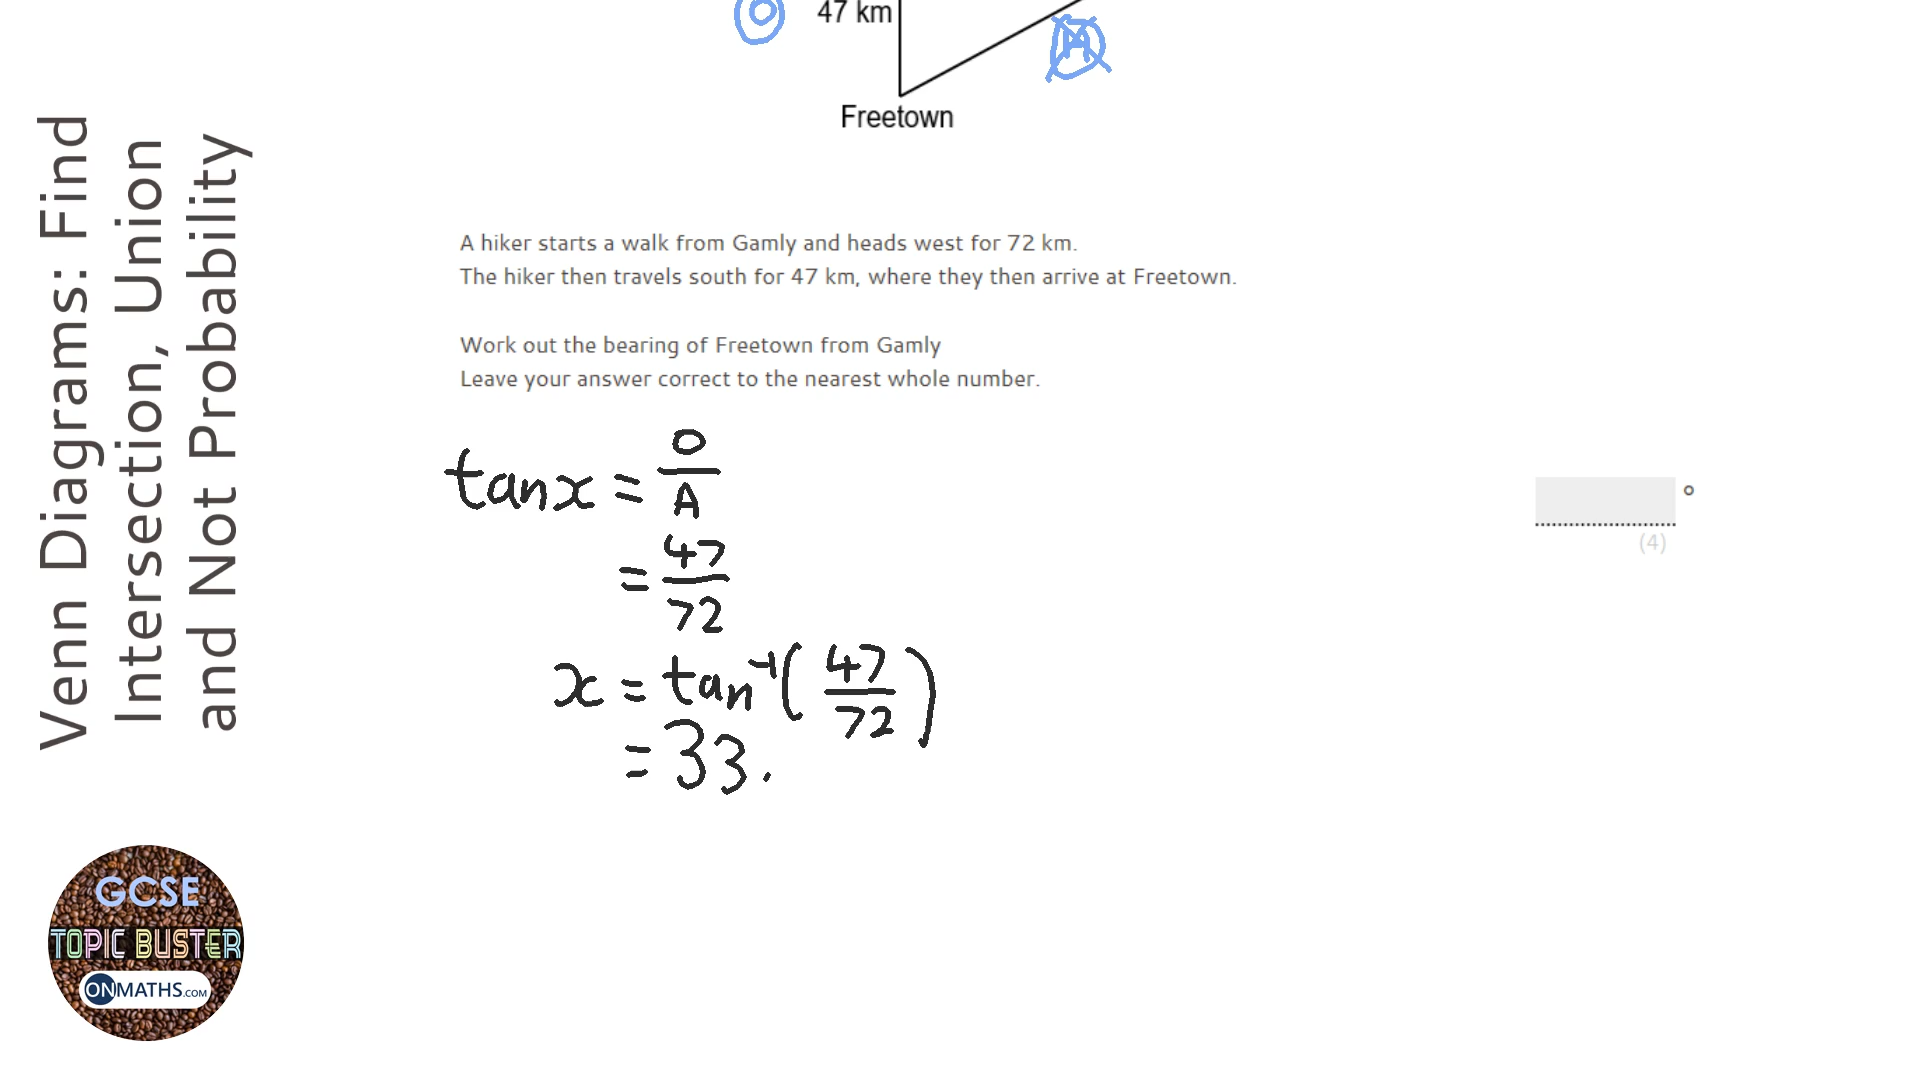 Venn Diagrams: Find
Intersection, Union
and Not Probability
O
47 km
H
Freetown
A hiker starts a walk from Gamly and heads west for 72 km.
The hiker then travels south for 47 km, where they then arrive at Freetown.
Work out the bearing of Freetown from Gamly
Leave your answer correct to the nearest whole number.
tan x = O/A
= 47/72
x = tan⁻¹(47/72)
= 33.
°
(4)
GCSE
TOPIC BUSTER
ONMATHS.COM